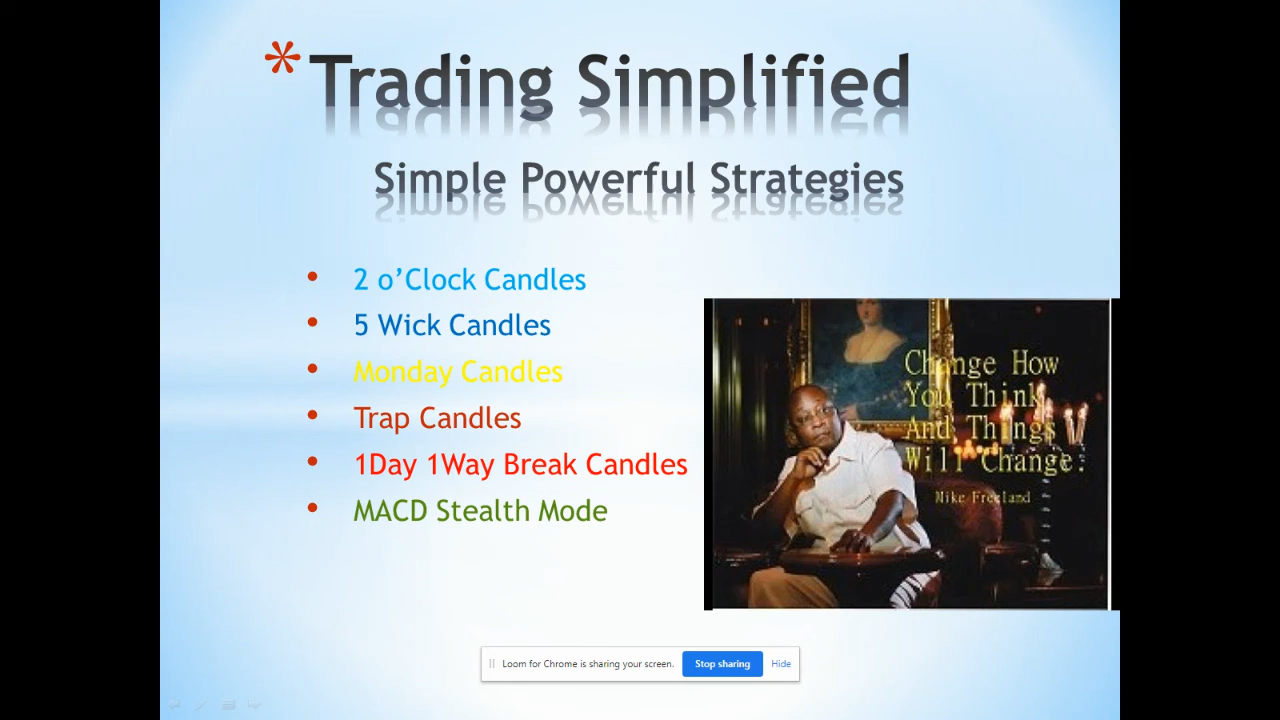 * Trading Simplified
Simple Powerful Strategies
• 2 o’Clock Candles
• 5 Wick Candles
• Monday Candles
• Trap Candles
• 1Day 1Way Break Candles
• MACD Stealth Mode
Change How
You Think
And Things
Will Change.
Mike Freeland
Loom for Chrome is sharing your screen. Stop sharing Hide